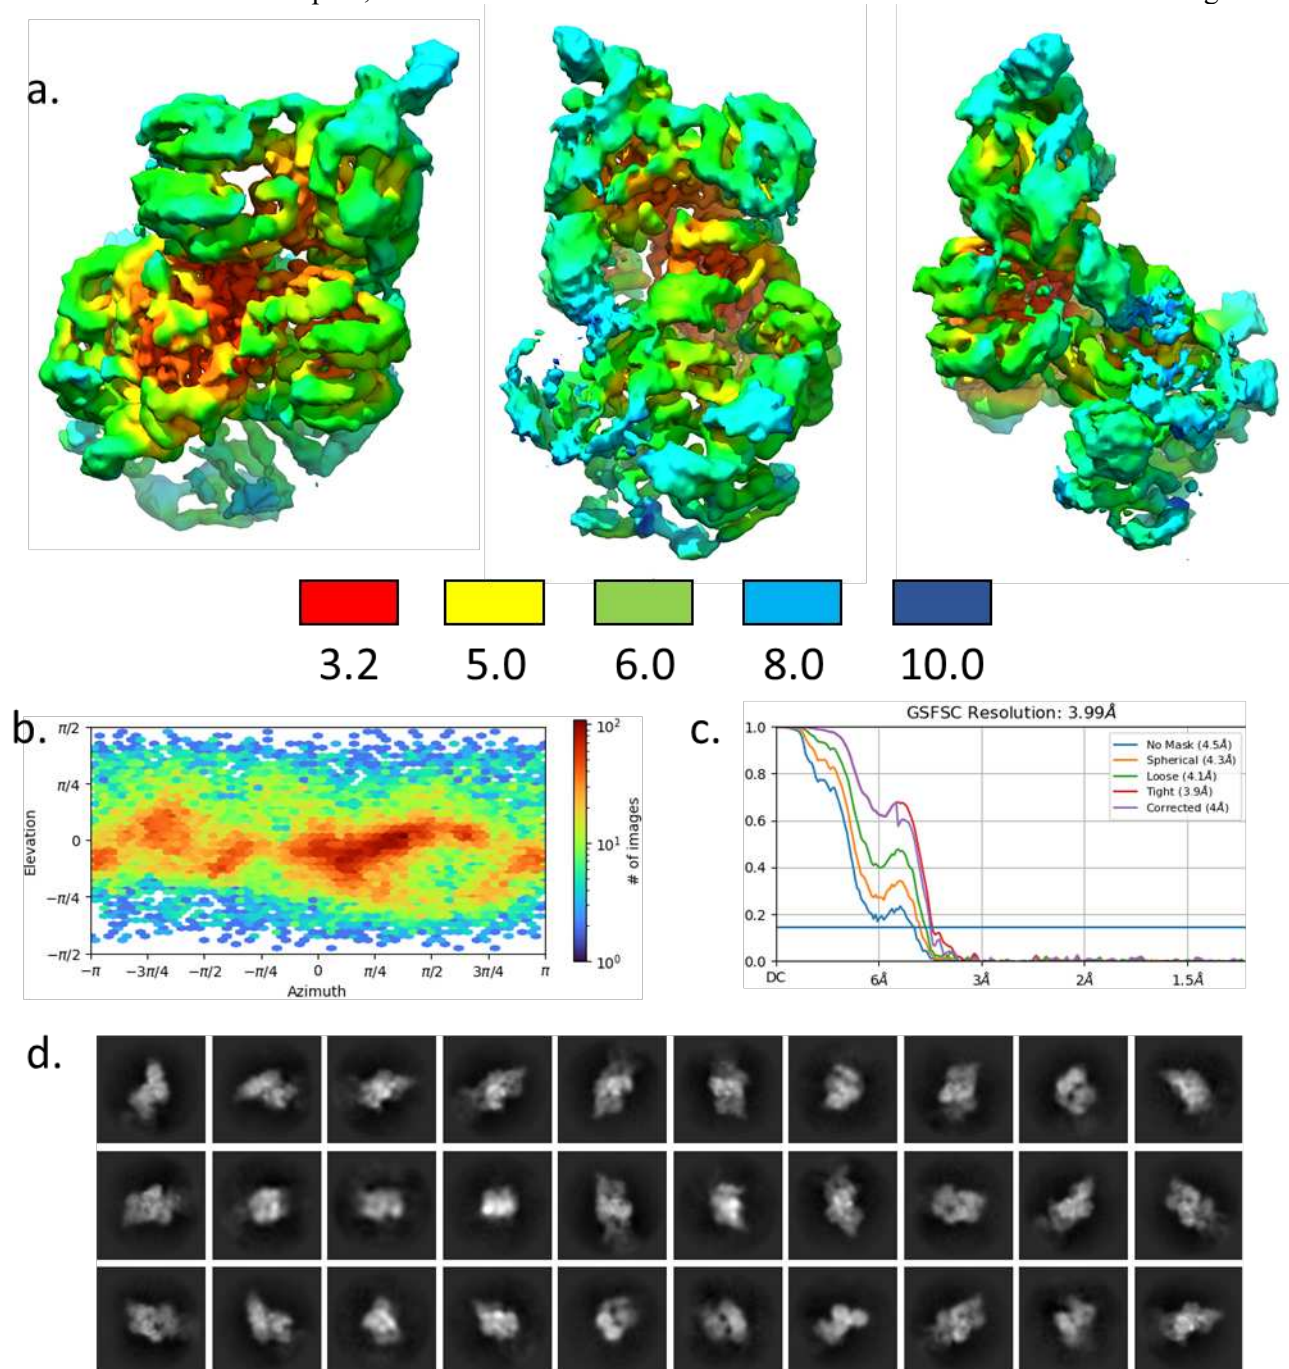 a.
3.2 5.0 6.0 8.0 10.0
b.
π/2
π/4
0
−π/4
−π/2
Elevation
−π −3π/4 −π/2 −π/4 0 π/4 π/2 3π/4 π
Azimuth
10²
10¹
10⁰
# of images
c.
GSFSC Resolution: 3.99Å
1.0
0.8
0.6
0.4
0.2
0.0
No Mask (4.5Å)
Spherical (4.3Å)
Loose (4.1Å)
Tight (3.9Å)
Corrected (4Å)
DC 6Å 3Å 2Å 1.5Å
d.